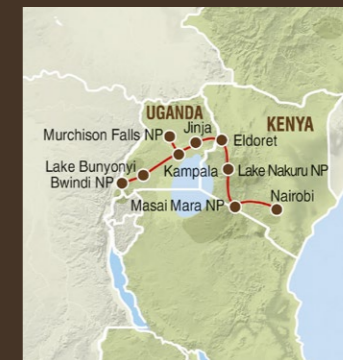 UGANDA
KENYA
Murchison Falls NP
Jinja
Eldoret
Lake Bunyonyi
Bwindi NP
Kampala
Lake Nakuru NP
Masai Mara NP
Nairobi